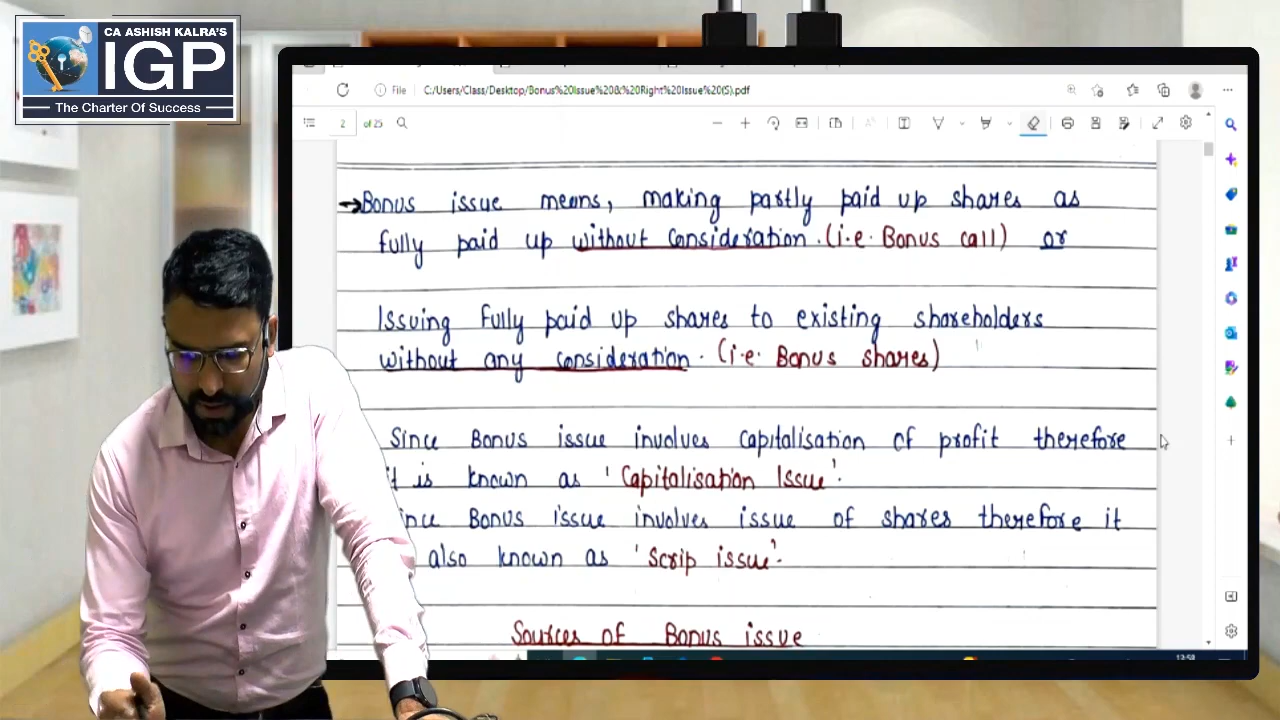 CA ASHISH KALRA'S
IGP
The Charter Of Success
File C:/Users/Class/Desktop/Bonus%20Issue%20&%20Right%20Issue%20(S).pdf
2 of 25
→Bonus issue means, making partly paid up shares as
fully paid up without consideration. (i.e. Bonus call) or
Issuing fully paid up shares to existing shareholders
without any consideration. (i.e. Bonus shares)
Since Bonus issue involves capitalisation of profit therefore
t is known as 'Capitalisation Issue'.
ince Bonus issue involves issue of shares therefore it
also known as 'Scrip issue'.
Sources of Bonus issue